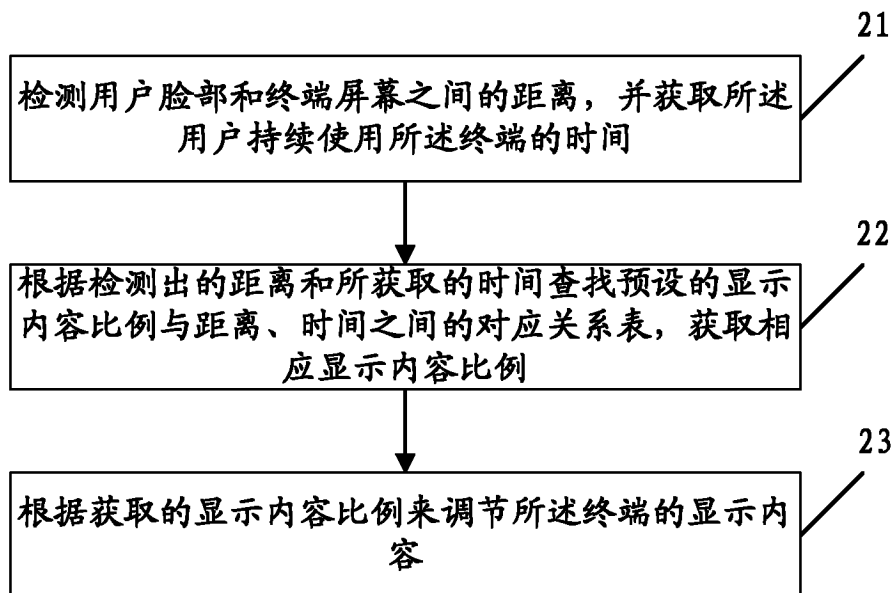 21
检测用户脸部和终端屏幕之间的距离，并获取所述
用户持续使用所述终端的时间
22
根据检测出的距离和所获取的时间查找预设的显示
内容比例与距离、时间之间的对应关系表，获取相
应显示内容比例
23
根据获取的显示内容比例来调节所述终端的显示内
容